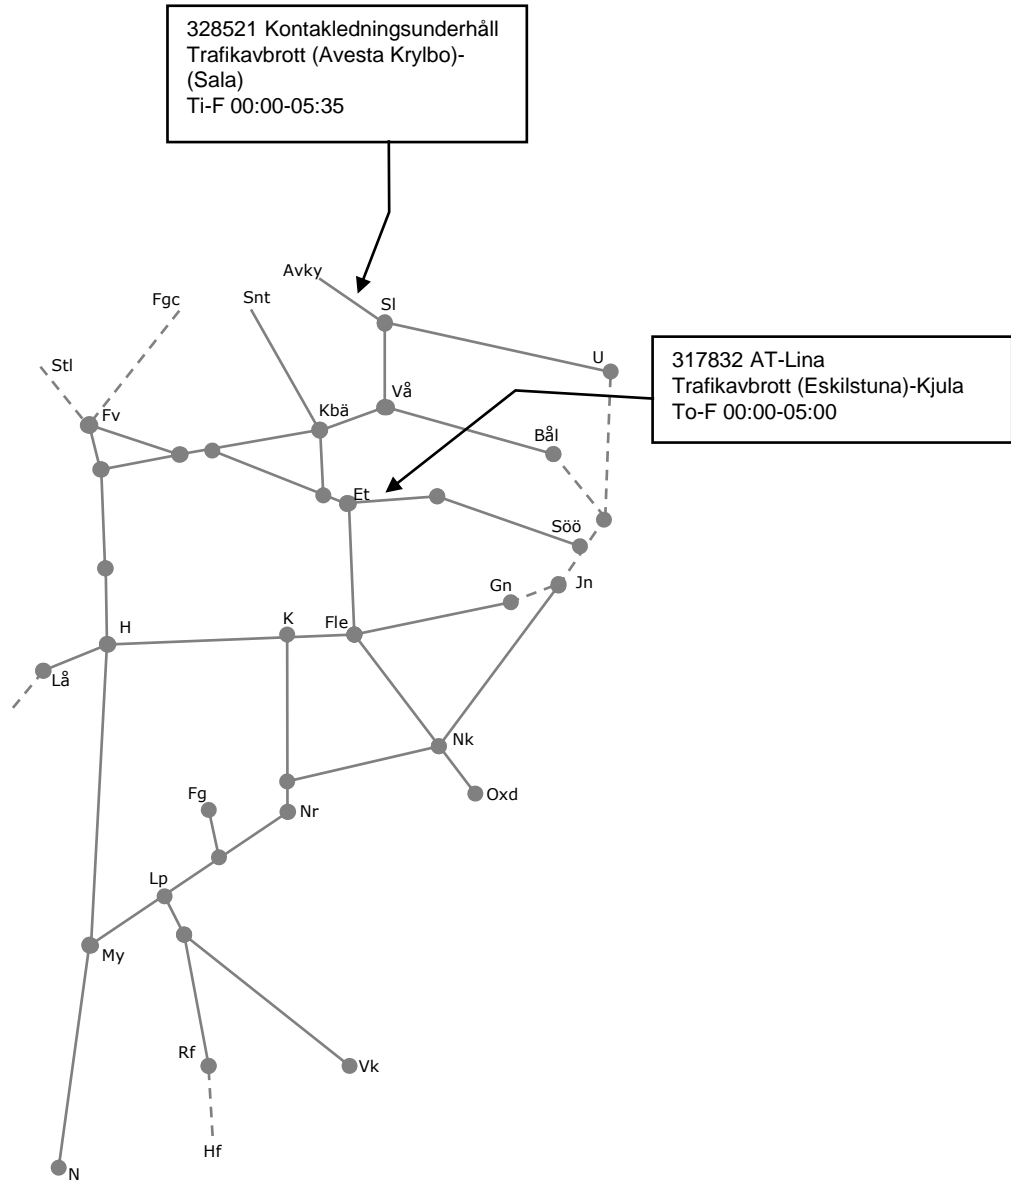 328521 Kontakledningsunderhåll
Trafikavbrott (Avesta Krylbo)-
(Sala)
Ti-F 00:00-05:35
Avky
Fgc
Snt
Sl
317832 AT-Lina
Trafikavbrott (Eskilstuna)-Kjula
To-F 00:00-05:00
U
Stl
Vå
Fv
Kbä
Bål
Et
Söö
Gn
Jn
K
Fle
H
Lå
Nk
Fg
Oxd
Nr
Lp
My
Rf
Vk
Hf
N